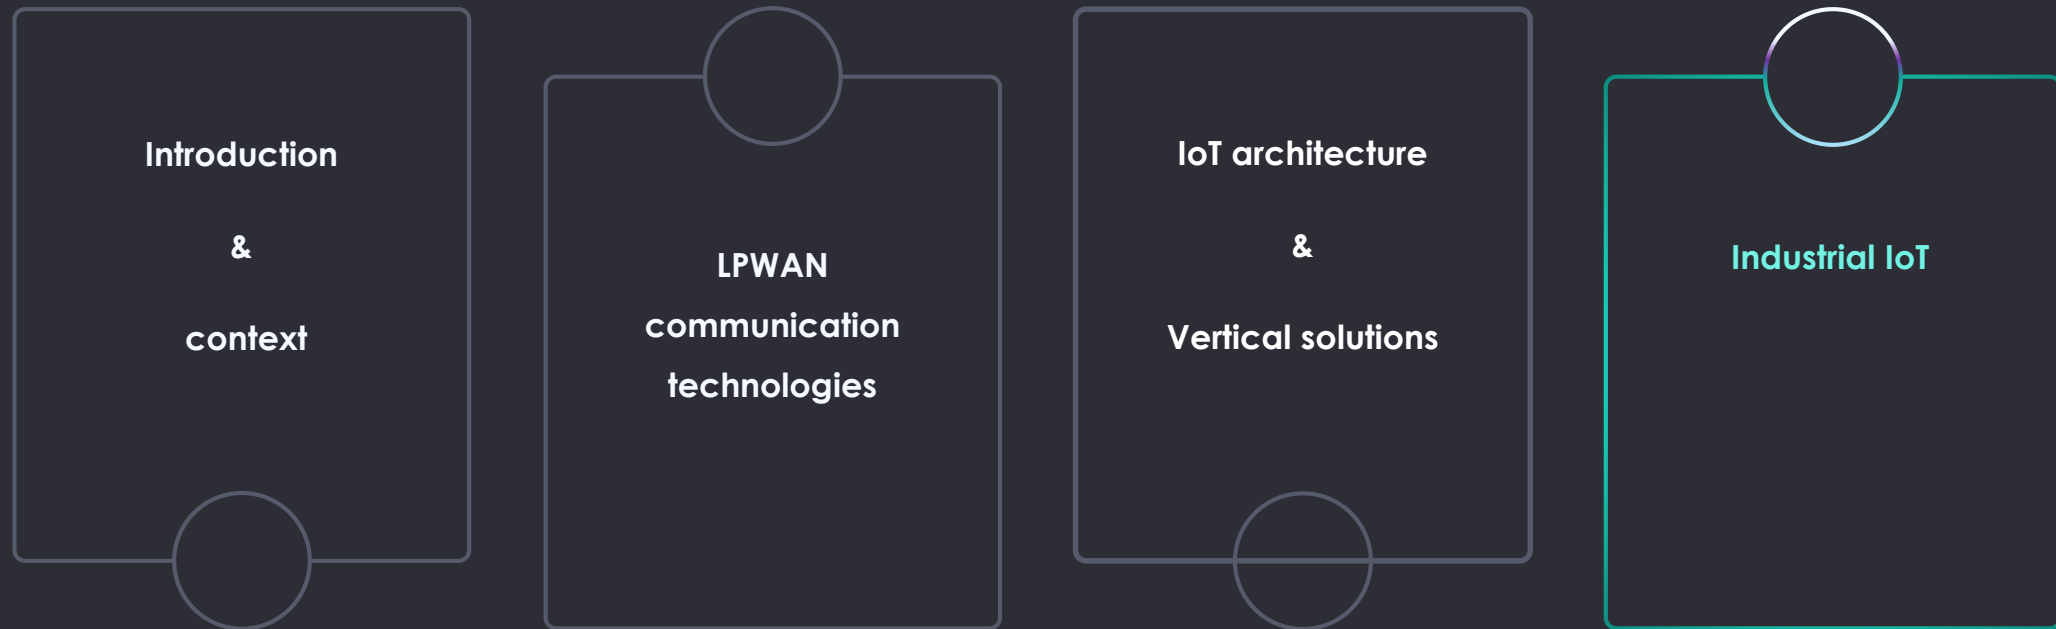 Introduction
&
context
LPWAN
communication
technologies
IoT architecture
&
Vertical solutions
Industrial IoT